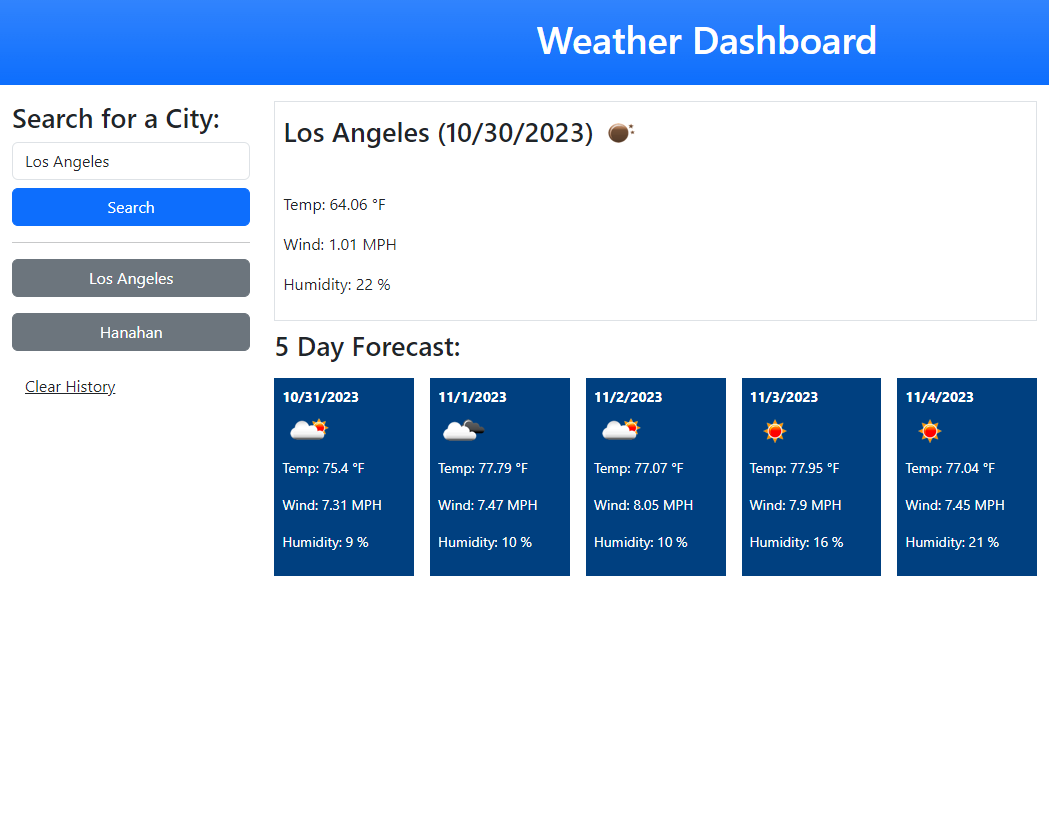 Weather Dashboard
Search for a City:
Los Angeles
Search
Los Angeles
Hanahan
Clear History
Los Angeles (10/30/2023)
Temp: 64.06 °F
Wind: 1.01 MPH
Humidity: 22 %
5 Day Forecast:
10/31/2023
Temp: 75.4 °F
Wind: 7.31 MPH
Humidity: 9 %
11/1/2023
Temp: 77.79 °F
Wind: 7.47 MPH
Humidity: 10 %
11/2/2023
Temp: 77.07 °F
Wind: 8.05 MPH
Humidity: 10 %
11/3/2023
Temp: 77.95 °F
Wind: 7.9 MPH
Humidity: 16 %
11/4/2023
Temp: 77.04 °F
Wind: 7.45 MPH
Humidity: 21 %